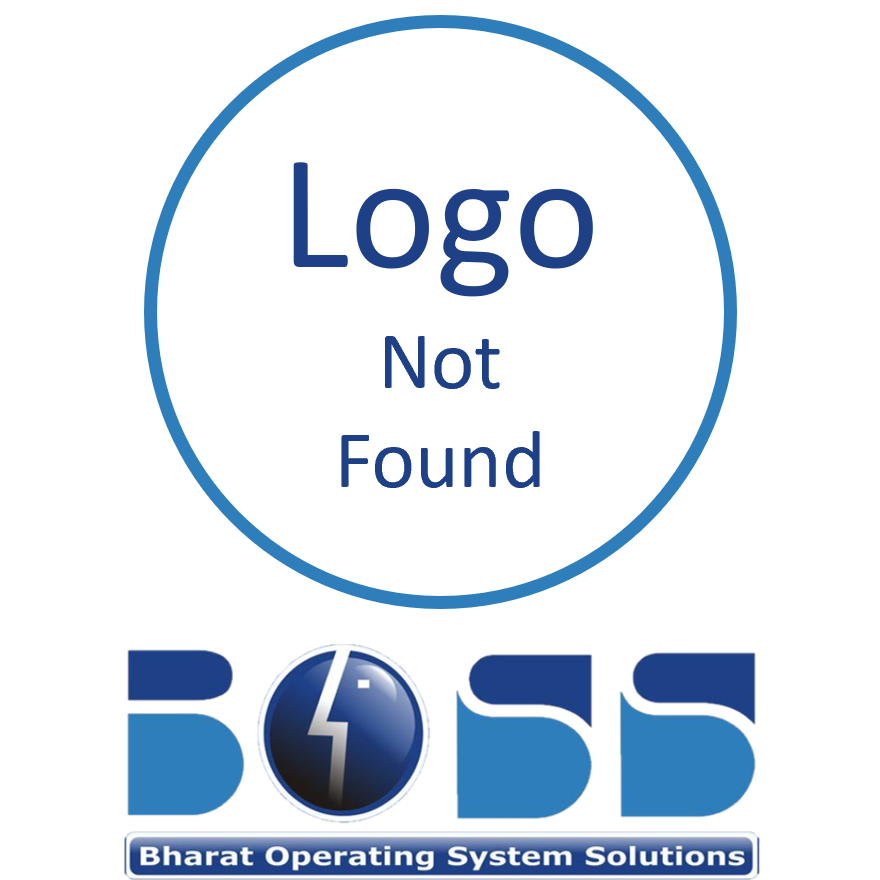 Logo
Not
Found
BOSS
Bharat Operating System Solutions